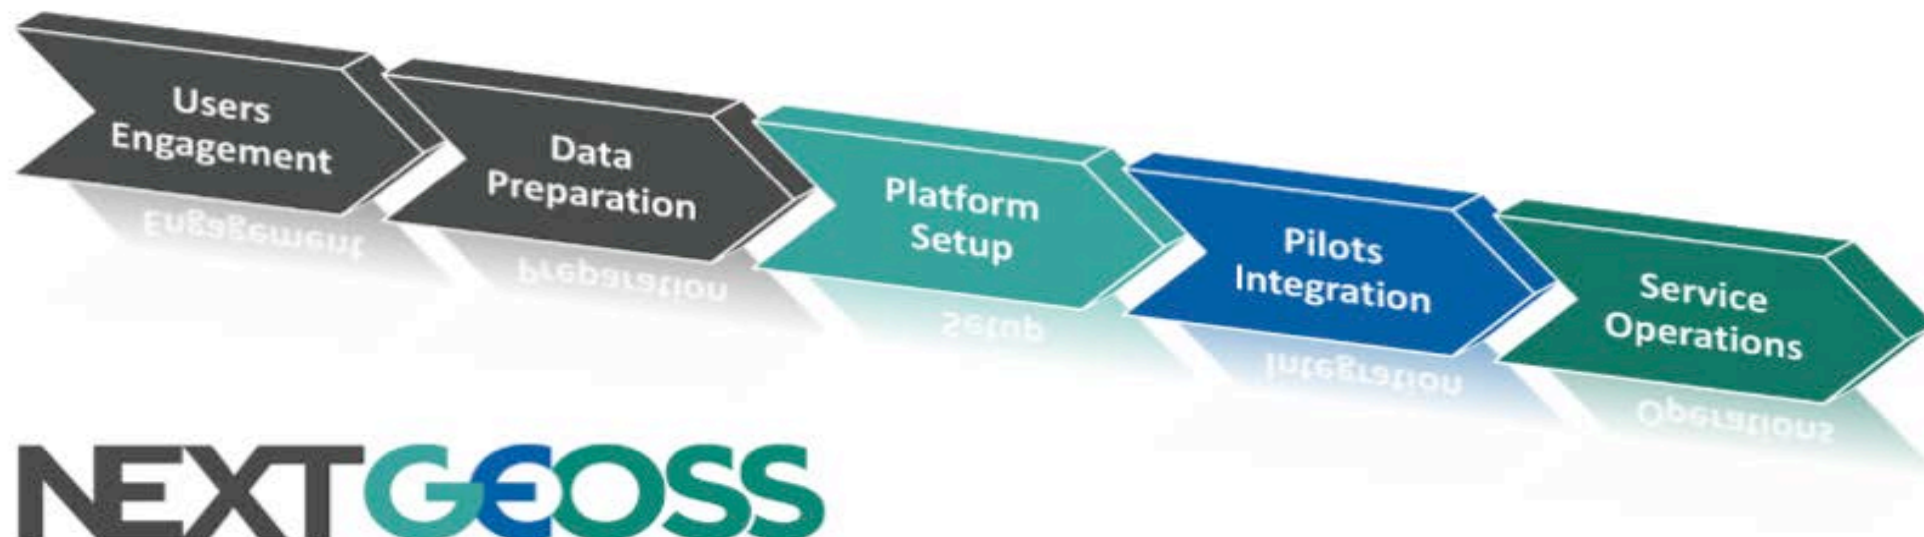 Users
Engagement
Data
Preparation
Platform
Setup
Pilots
Integration
Service
Operations
NEXTGEOSS